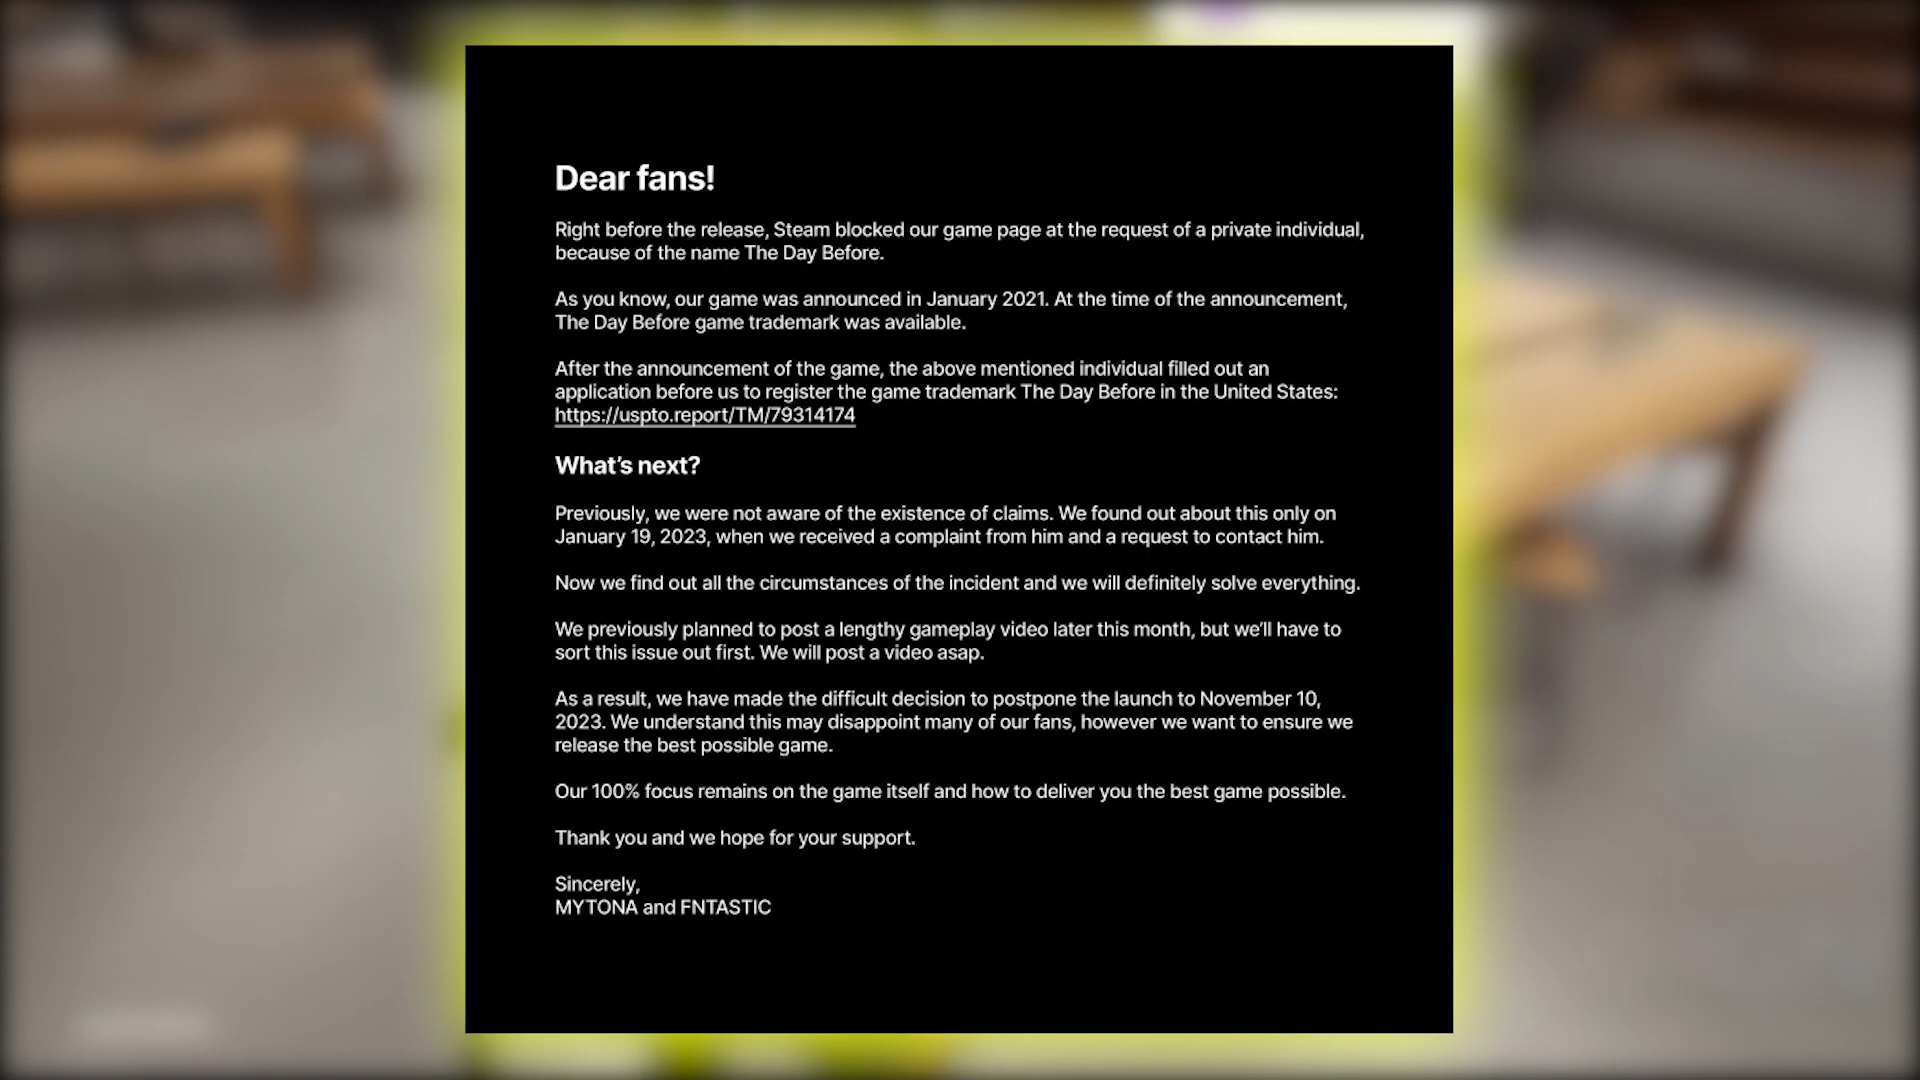 Dear fans!
Right before the release, Steam blocked our game page at the request of a private individual,
because of the name The Day Before.
As you know, our game was announced in January 2021. At the time of the announcement,
The Day Before game trademark was available.
After the announcement of the game, the above mentioned individual filled out an
application before us to register the game trademark The Day Before in the United States:
https://uspto.report/TM/79314174
What's next?
Previously, we were not aware of the existence of claims. We found out about this only on
January 19, 2023, when we received a complaint from him and a request to contact him.
Now we find out all the circumstances of the incident and we will definitely solve everything.
We previously planned to post a lengthy gameplay video later this month, but we'll have to
sort this issue out first. We will post a video asap.
As a result, we have made the difficult decision to postpone the launch to November 10,
2023. We understand this may disappoint many of our fans, however we want to ensure we
release the best possible game.
Our 100% focus remains on the game itself and how to deliver you the best game possible.
Thank you and we hope for your support.
Sincerely,
MYTONA and FNTASTIC